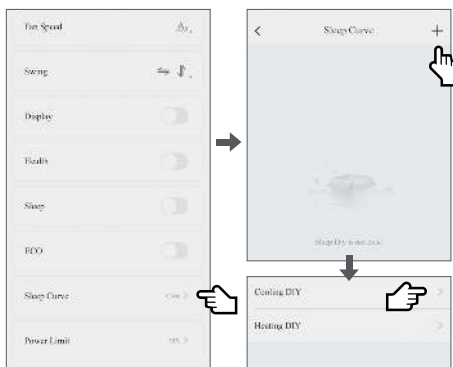 Fan Speed
Swing
Display
Health
Sleep
ECO
Sleep Curve
Power Limit
Sleep Curve
Cooling DIY
Heating DIY